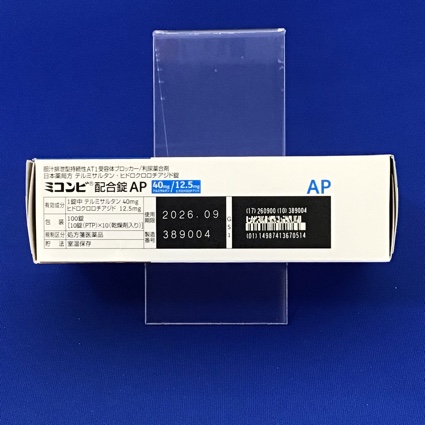 胆汁排泄型持続性AT1受容体ブロッカー/利尿薬合剤
日本薬局方 テルミサルタン・ヒドロクロロチアジド錠
ミコンビ®配合錠AP 40mg/12.5mg
AP
有効成分 1錠中 テルミサルタン 40mg
ヒドロクロロチアジド 12.5mg
包装 100錠
[10錠(PTP)×10(乾燥剤入り)]
規制区分 処方箋医薬品
貯法 室温保存
使用期限 2026.09
製造番号 389004
GS1
(17)260900(10)389004
(01)14987413670514